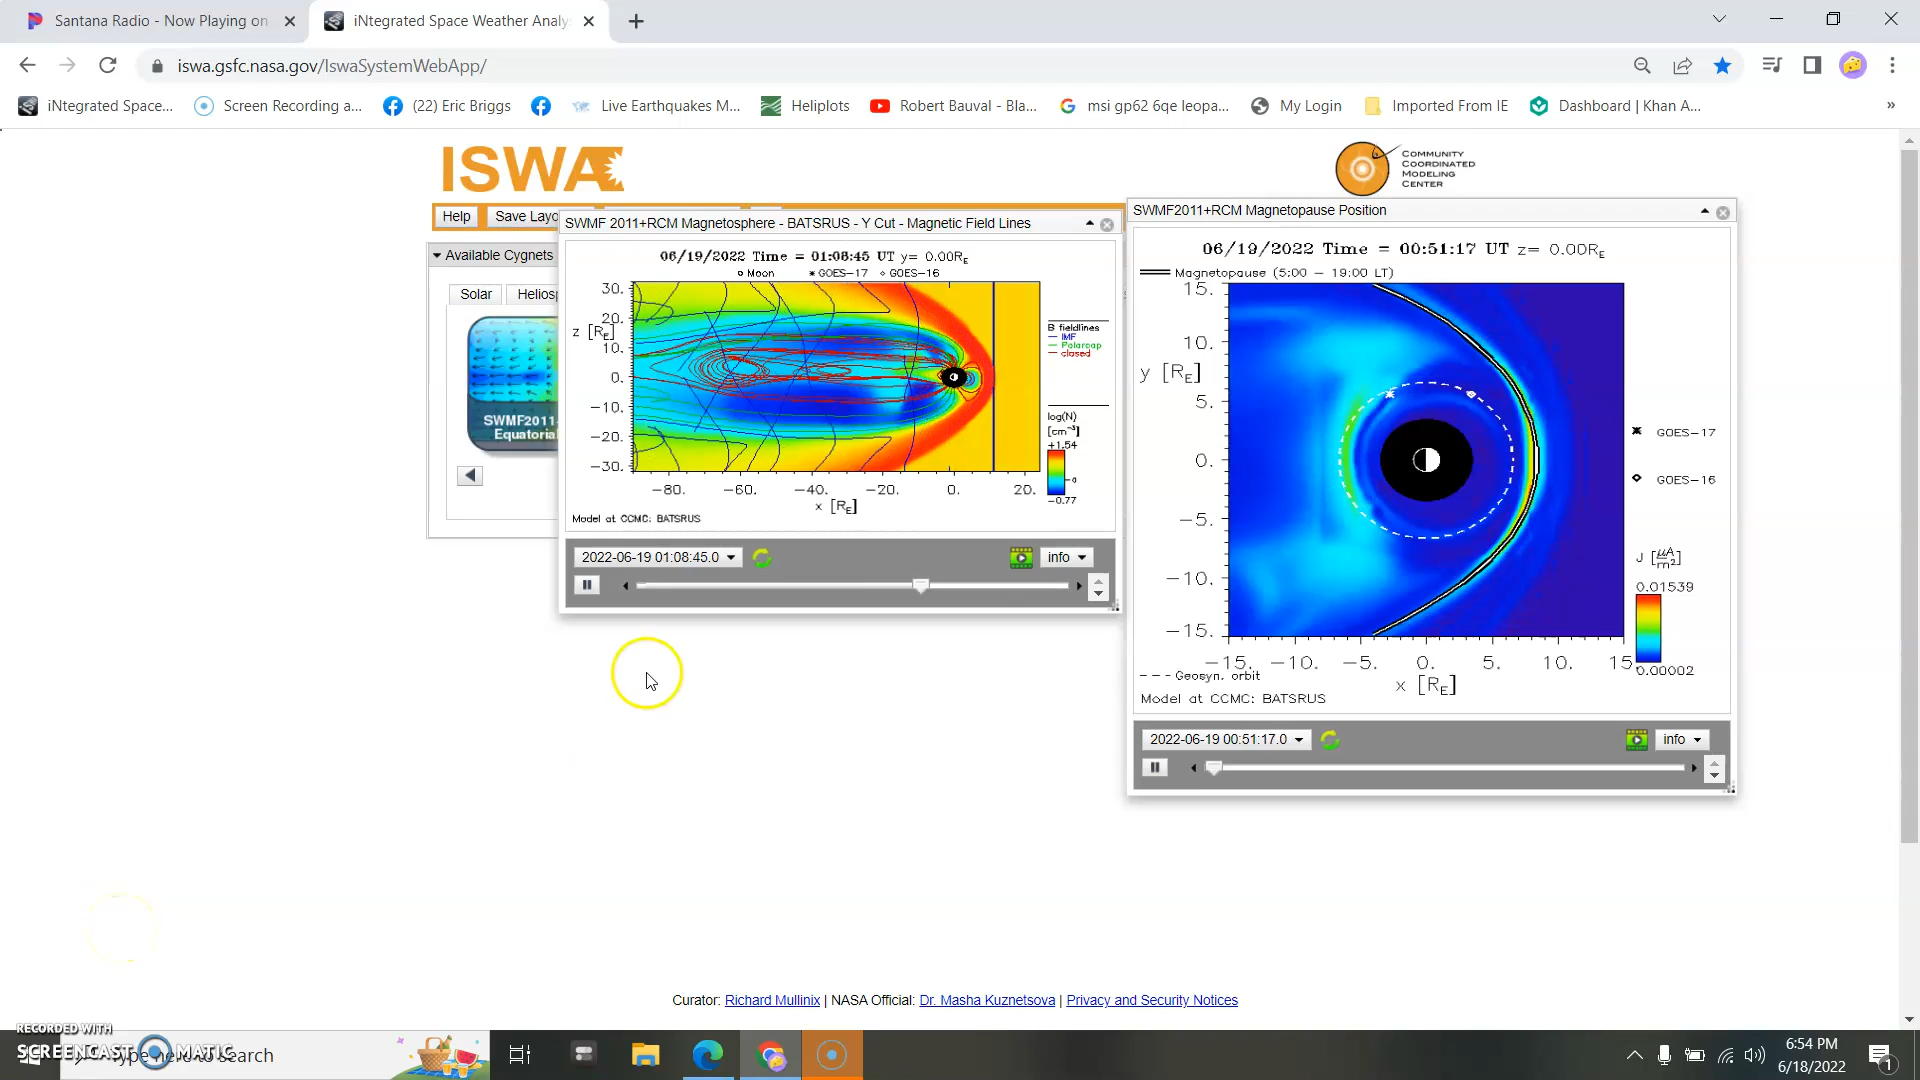 Santana Radio - Now Playing on
iNtegrated Space Weather Analy
iswa.gsfc.nasa.gov/IswaSystemWebApp/
iNtegrated Space...
Screen Recording a...
(22) Eric Briggs
Live Earthquakes M...
Heliplots
Robert Bauval - Bla...
msi gp62 6qe leopa...
My Login
Imported From IE
Dashboard | Khan A...
»
ISWA
COMMUNITY
COORDINATED
MODELING
CENTER
Help
Save Layo
Available Cygnets
Solar
Helios
SWMF2011
Equatorial
SWMF 2011+RCM Magnetosphere - BATSRUS - Y Cut - Magnetic Field Lines
06/19/2022 Time = 01:08:45 UT y= 0.00RE
Moon GOES-17 GOES-16
30.
20.
z [RE]
10.
0.
-10.
-20.
-30.
-80. -60. -40. -20. 0. 20.
x [RE]
B fieldlines
IMF
Polarcap
closed
log(N)
[cm-3]
+1.54
0
-0.77
Model at CCMC: BATSRUS
2022-06-19 01:08:45.0
info
SWMF2011+RCM Magnetopause Position
06/19/2022 Time = 00:51:17 UT z= 0.00RE
Magnetopause (5:00 - 19:00 LT)
15.
10.
y [RE]
5.
0.
-5.
-10.
-15.
-15. -10. -5. 0. 5. 10. 15.
x [RE]
GOES-17
GOES-16
J [μA/m2]
0.01539
0.00002
--- Geosyn. orbit
Model at CCMC: BATSRUS
2022-06-19 00:51:17.0
info
Curator: Richard Mullinix | NASA Official: Dr. Masha Kuznetsova | Privacy and Security Notices
RECORDED WITH
SCREENCAST MATIC
Type here to search
6:54 PM
6/18/2022
1